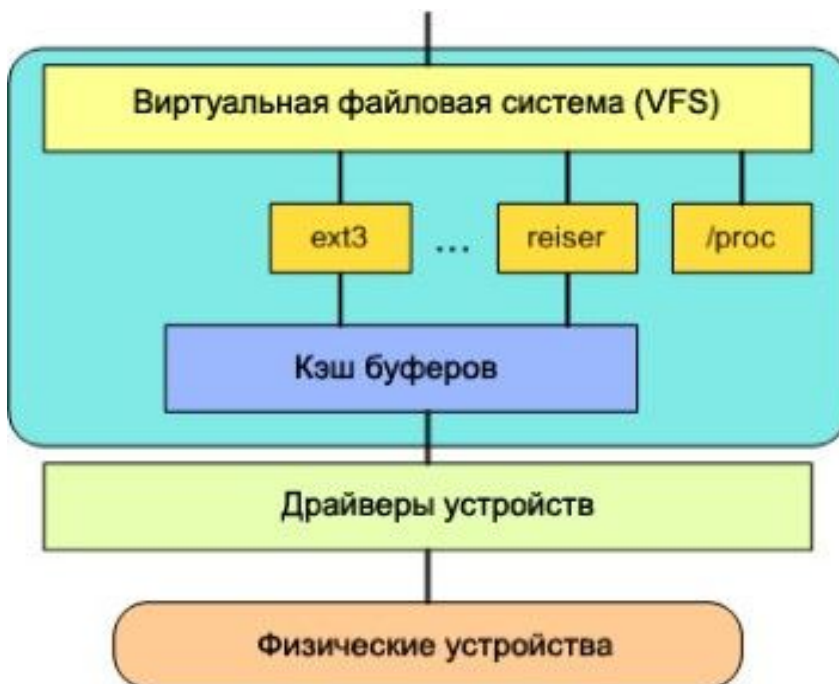 Виртуальная файловая система (VFS)
ext3 ... reiser /proc
Кэш буферов
Драйверы устройств
Физические устройства